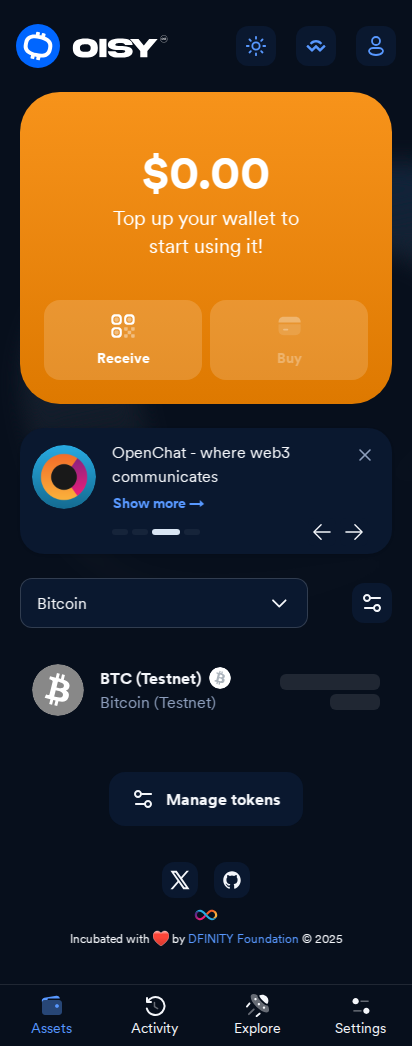 OISY
$0.00
Top up your wallet to
start using it!
Receive
Buy
OpenChat - where web3
communicates
Show more →
Bitcoin
BTC (Testnet)
Bitcoin (Testnet)
Manage tokens
Incubated with ❤️ by DFINITY Foundation © 2025
Assets
Activity
Explore
Settings